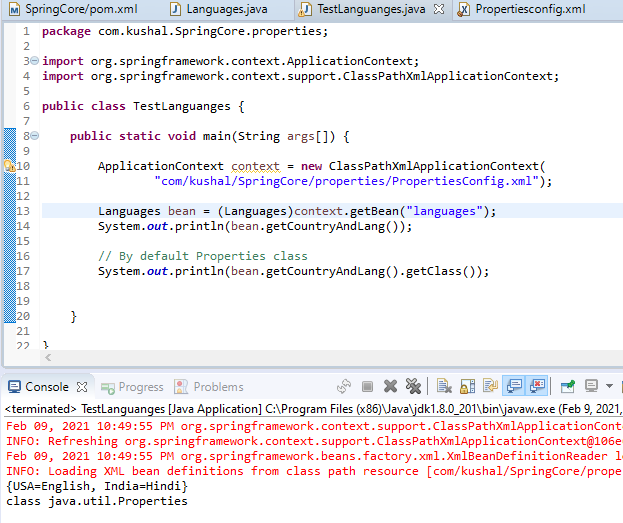 SpringCore/pom.xml Languages.java TestLanguanges.java Propertiesconfig.xml
1 package com.kushal.SpringCore.properties;
2
3 import org.springframework.context.ApplicationContext;
4 import org.springframework.context.support.ClassPathXmlApplicationContext;
5
6 public class TestLanguanges {
7
8 public static void main(String args[]) {
9
10 ApplicationContext context = new ClassPathXmlApplicationContext(
11 "com/kushal/SpringCore/properties/PropertiesConfig.xml");
12
13 Languages bean = (Languages)context.getBean("languages");
14 System.out.println(bean.getCountryAndLang());
15
16 // By default Properties class
17 System.out.println(bean.getCountryAndLang().getClass());
18
19
20 }
21
22 }
Console Progress Problems
<terminated> TestLanguanges [Java Application] C:\Program Files (x86)\Java\jdk1.8.0_201\bin\javaw.exe (Feb 9, 2021,
Feb 09, 2021 10:49:55 PM org.springframework.context.support.ClassPathXmlApplicationCont
INFO: Refreshing org.springframework.context.support.ClassPathXmlApplicationContext@106e
Feb 09, 2021 10:49:55 PM org.springframework.beans.factory.xml.XmlBeanDefinitionReader lo
INFO: Loading XML bean definitions from class path resource [com/kushal/SpringCore/prope
{USA=English, India=Hindi}
class java.util.Properties